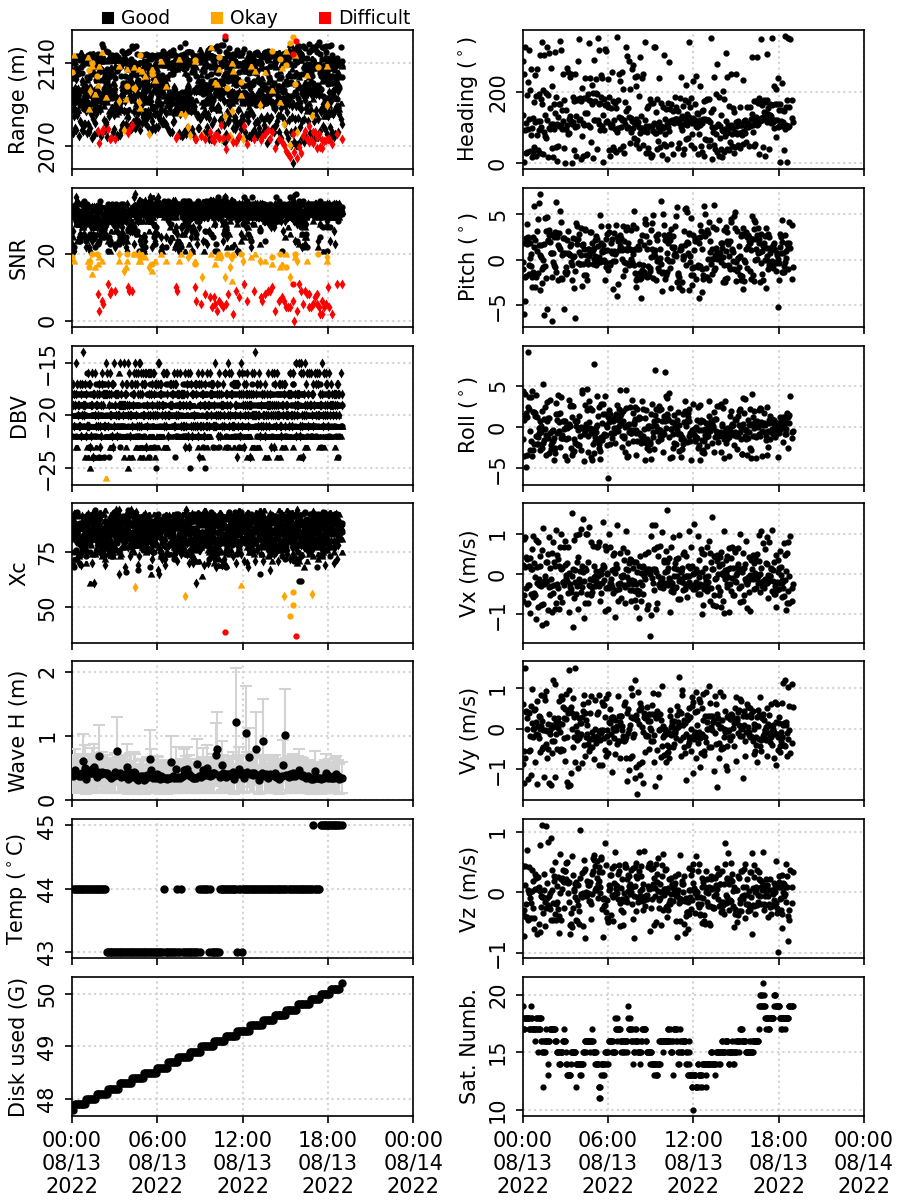 Good Okay Difficult
Range (m)
2140
2070
Heading (°)
200
0
SNR
20
0
Pitch (°)
5
0
−5
DBV
−15
−20
−25
Roll (°)
5
0
−5
Xc
75
50
Vx (m/s)
1
0
−1
Wave H (m)
2
1
0
Vy (m/s)
1
0
−1
Temp (°C)
45
44
43
Vz (m/s)
1
0
−1
Disk used (G)
50
49
48
Sat. Numb.
20
15
10
00:00 06:00 12:00 18:00 00:00
08/13 08/13 08/13 08/13 08/14
2022 2022 2022 2022 2022
00:00 06:00 12:00 18:00 00:00
08/13 08/13 08/13 08/13 08/14
2022 2022 2022 2022 2022